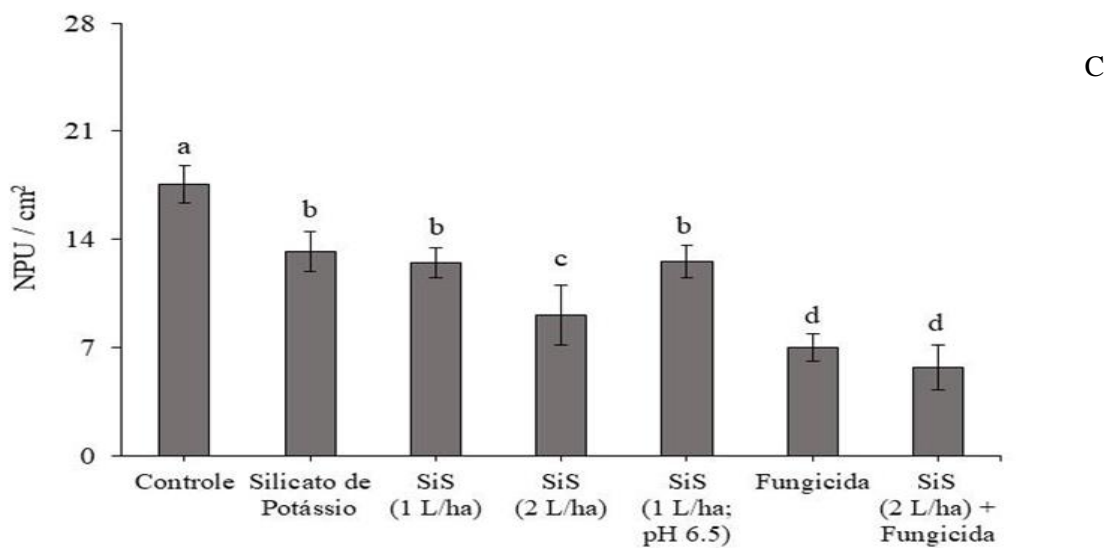 28
C
21
14
7
0
NPU / cm²
a
b
b
c
b
d
d
Controle
Silicato de
Potássio
SiS
(1 L/ha)
SiS
(2 L/ha)
SiS
(1 L/ha;
pH 6.5)
Fungicida
SiS
(2 L/ha) +
Fungicida